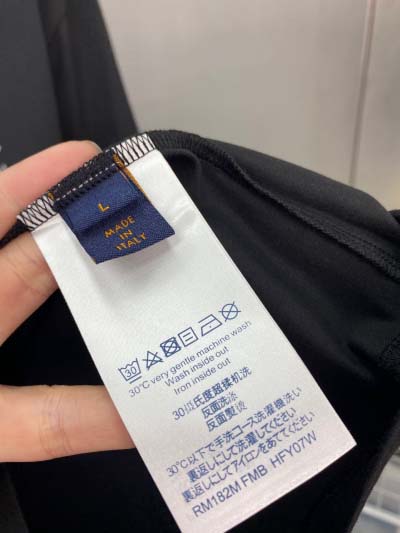 L
MADE
IN
ITALY
30
30°C very gentle machine wash
Wash inside out
Iron inside out
30摄氏度超柔机洗
反面洗涤
反面熨烫
30℃以下で手洗コース洗濯機洗い
裏返しにして洗濯してください
裏返しにしてアイロンをあててください
RM182M FMB HFY07W